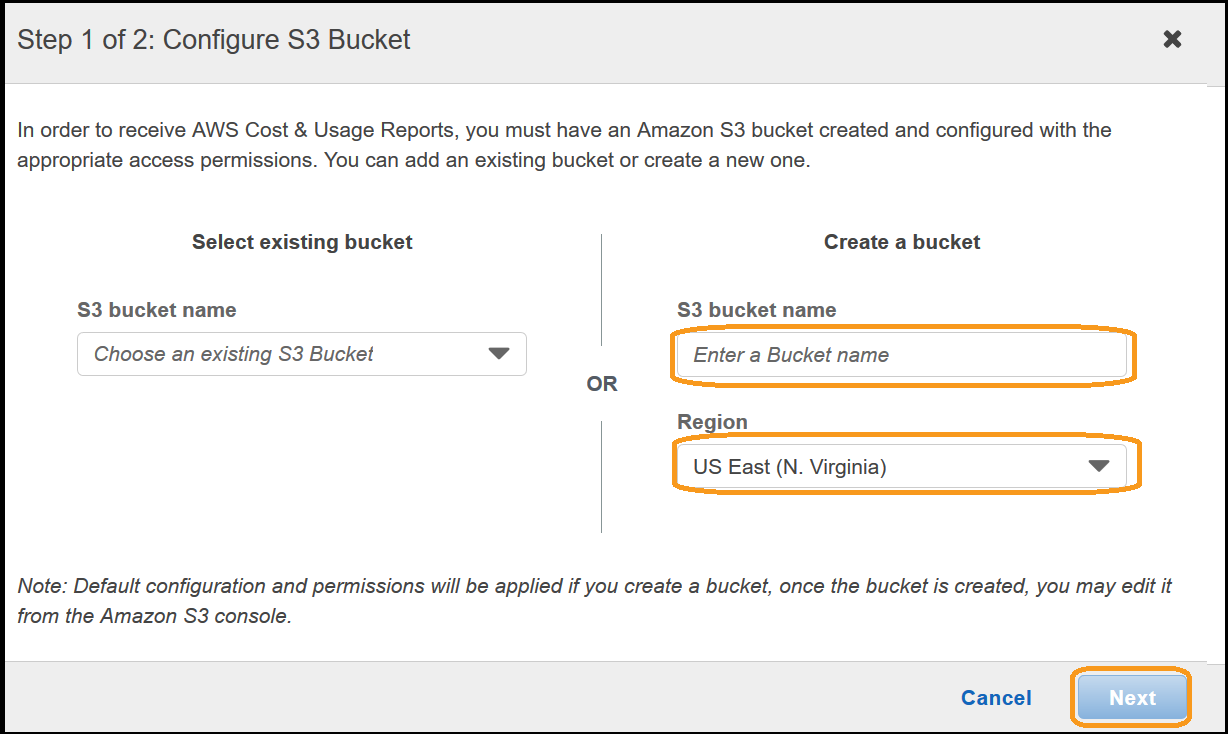 Step 1 of 2: Configure S3 Bucket
In order to receive AWS Cost & Usage Reports, you must have an Amazon S3 bucket created and configured with the
appropriate access permissions. You can add an existing bucket or create a new one.
Select existing bucket
S3 bucket name
Choose an existing S3 Bucket
OR
Create a bucket
S3 bucket name
Enter a Bucket name
Region
US East (N. Virginia)
Note: Default configuration and permissions will be applied if you create a bucket, once the bucket is created, you may edit it
from the Amazon S3 console.
Cancel
Next